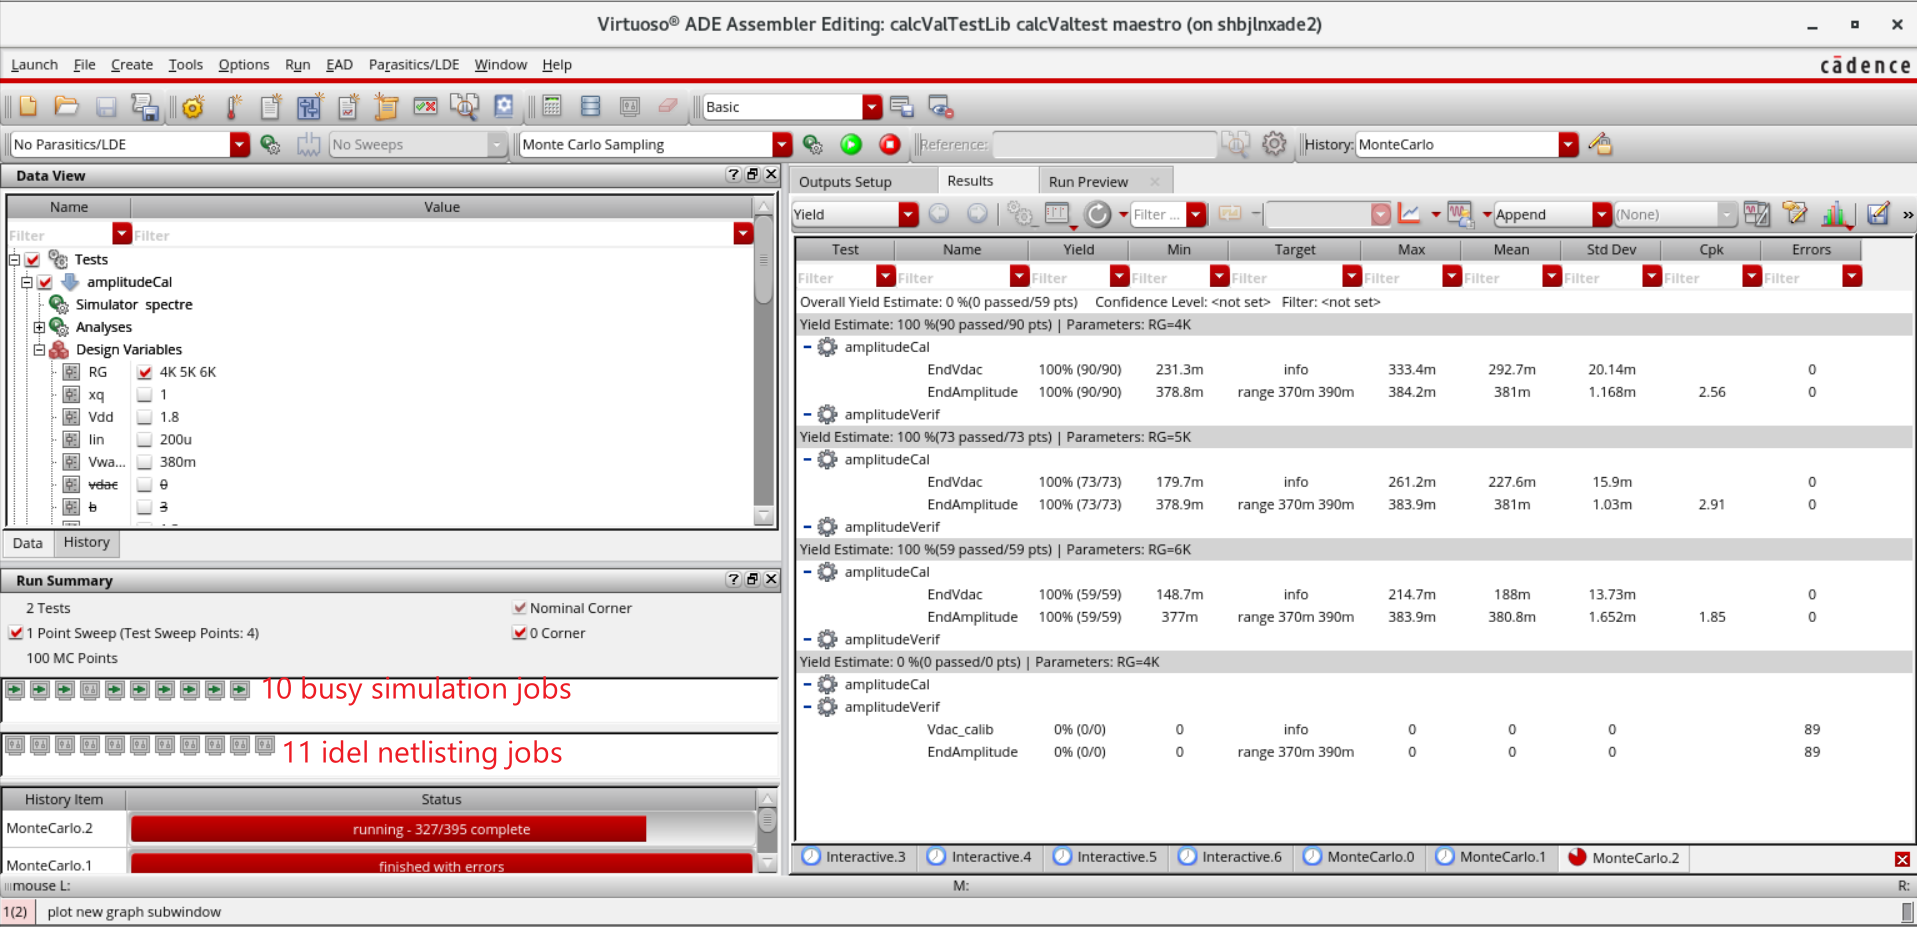 Virtuoso® ADE Assembler Editing: calcValTestLib calcValtest maestro (on shbjlnxade2)
Launch File Create Tools Options Run EAD Parasitics/LDE Window Help cādence
Basic
No Parasitics/LDE No Sweeps Monte Carlo Sampling Reference: History: MonteCarlo
Data View
Name Value
Filter Filter
Tests
amplitudeCal
Simulator spectre
Analyses
Design Variables
RG 4K 5K 6K
xq 1
Vdd 1.8
Iin 200u
Vwa... 380m
vdac 0
b 3
Data History
Run Summary
2 Tests Nominal Corner
1 Point Sweep (Test Sweep Points: 4) 0 Corner
100 MC Points
10 busy simulation jobs
11 idel netlisting jobs
History Item Status
MonteCarlo.2 running - 327/395 complete
MonteCarlo.1 finished with errors
Outputs Setup Results Run Preview
Yield Filter ... Append (None) »
Test Name Yield Min Target Max Mean Std Dev Cpk Errors
Filter Filter Filter Filter Filter Filter Filter Filter Filter Filter
Overall Yield Estimate: 0 %(0 passed/59 pts) Confidence Level: <not set> Filter: <not set>
Yield Estimate: 100 %(90 passed/90 pts) | Parameters: RG=4K
amplitudeCal
EndVdac 100% (90/90) 231.3m info 333.4m 292.7m 20.14m 0
EndAmplitude 100% (90/90) 378.8m range 370m 390m 384.2m 381m 1.168m 2.56 0
amplitudeVerif
Yield Estimate: 100 %(73 passed/73 pts) | Parameters: RG=5K
amplitudeCal
EndVdac 100% (73/73) 179.7m info 261.2m 227.6m 15.9m 0
EndAmplitude 100% (73/73) 378.9m range 370m 390m 383.9m 381m 1.03m 2.91 0
amplitudeVerif
Yield Estimate: 100 %(59 passed/59 pts) | Parameters: RG=6K
amplitudeCal
EndVdac 100% (59/59) 148.7m info 214.7m 188m 13.73m 0
EndAmplitude 100% (59/59) 377m range 370m 390m 383.9m 380.8m 1.652m 1.85 0
amplitudeVerif
Yield Estimate: 0 %(0 passed/0 pts) | Parameters: RG=4K
amplitudeCal
amplitudeVerif
Vdac_calib 0% (0/0) 0 info 0 0 0 89
EndAmplitude 0% (0/0) 0 range 370m 390m 0 0 0 89
Interactive.3 Interactive.4 Interactive.5 Interactive.6 MonteCarlo.0 MonteCarlo.1 MonteCarlo.2
mouse L: M: R:
1(2) plot new graph subwindow